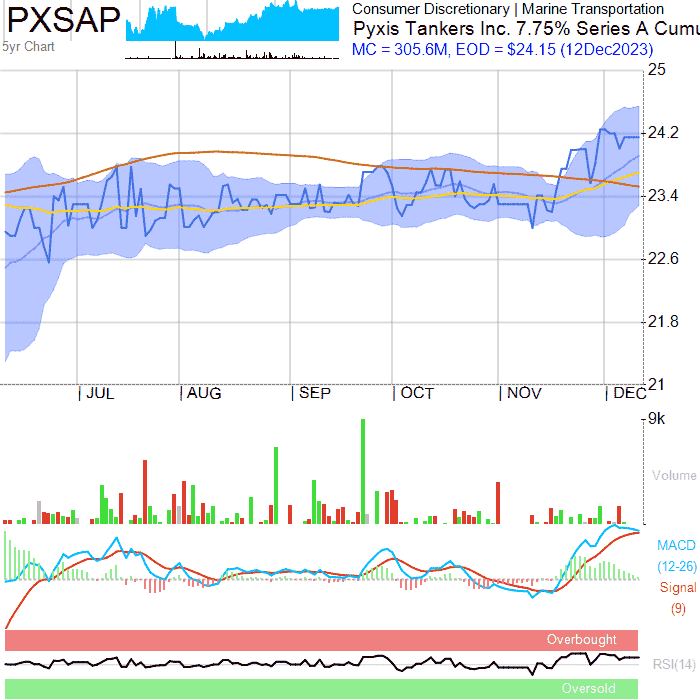 PXSAP
5yr Chart
Consumer Discretionary | Marine Transportation
Pyxis Tankers Inc. 7.75% Series A Cumu
MC = 305.6M, EOD = $24.15 (12Dec2023)
25
24.2
23.4
22.6
21.8
21
| JUL | AUG | SEP | OCT | NOV | DEC
9k
Volume
MACD
(12-26)
Signal
(9)
Overbought
RSI(14)
Oversold